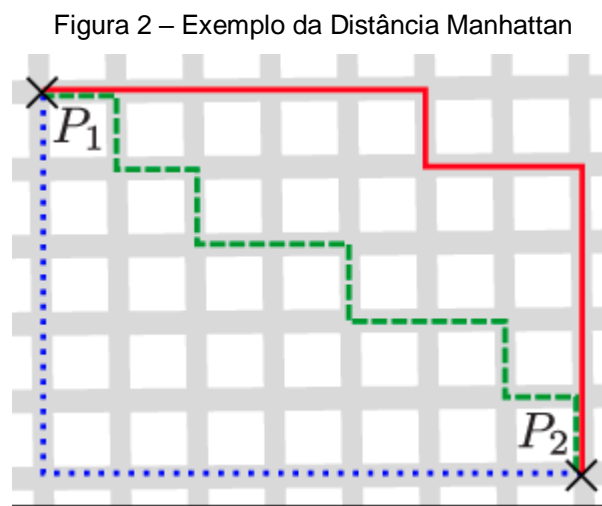 Figura 2 – Exemplo da Distância Manhattan
P₁
P₂